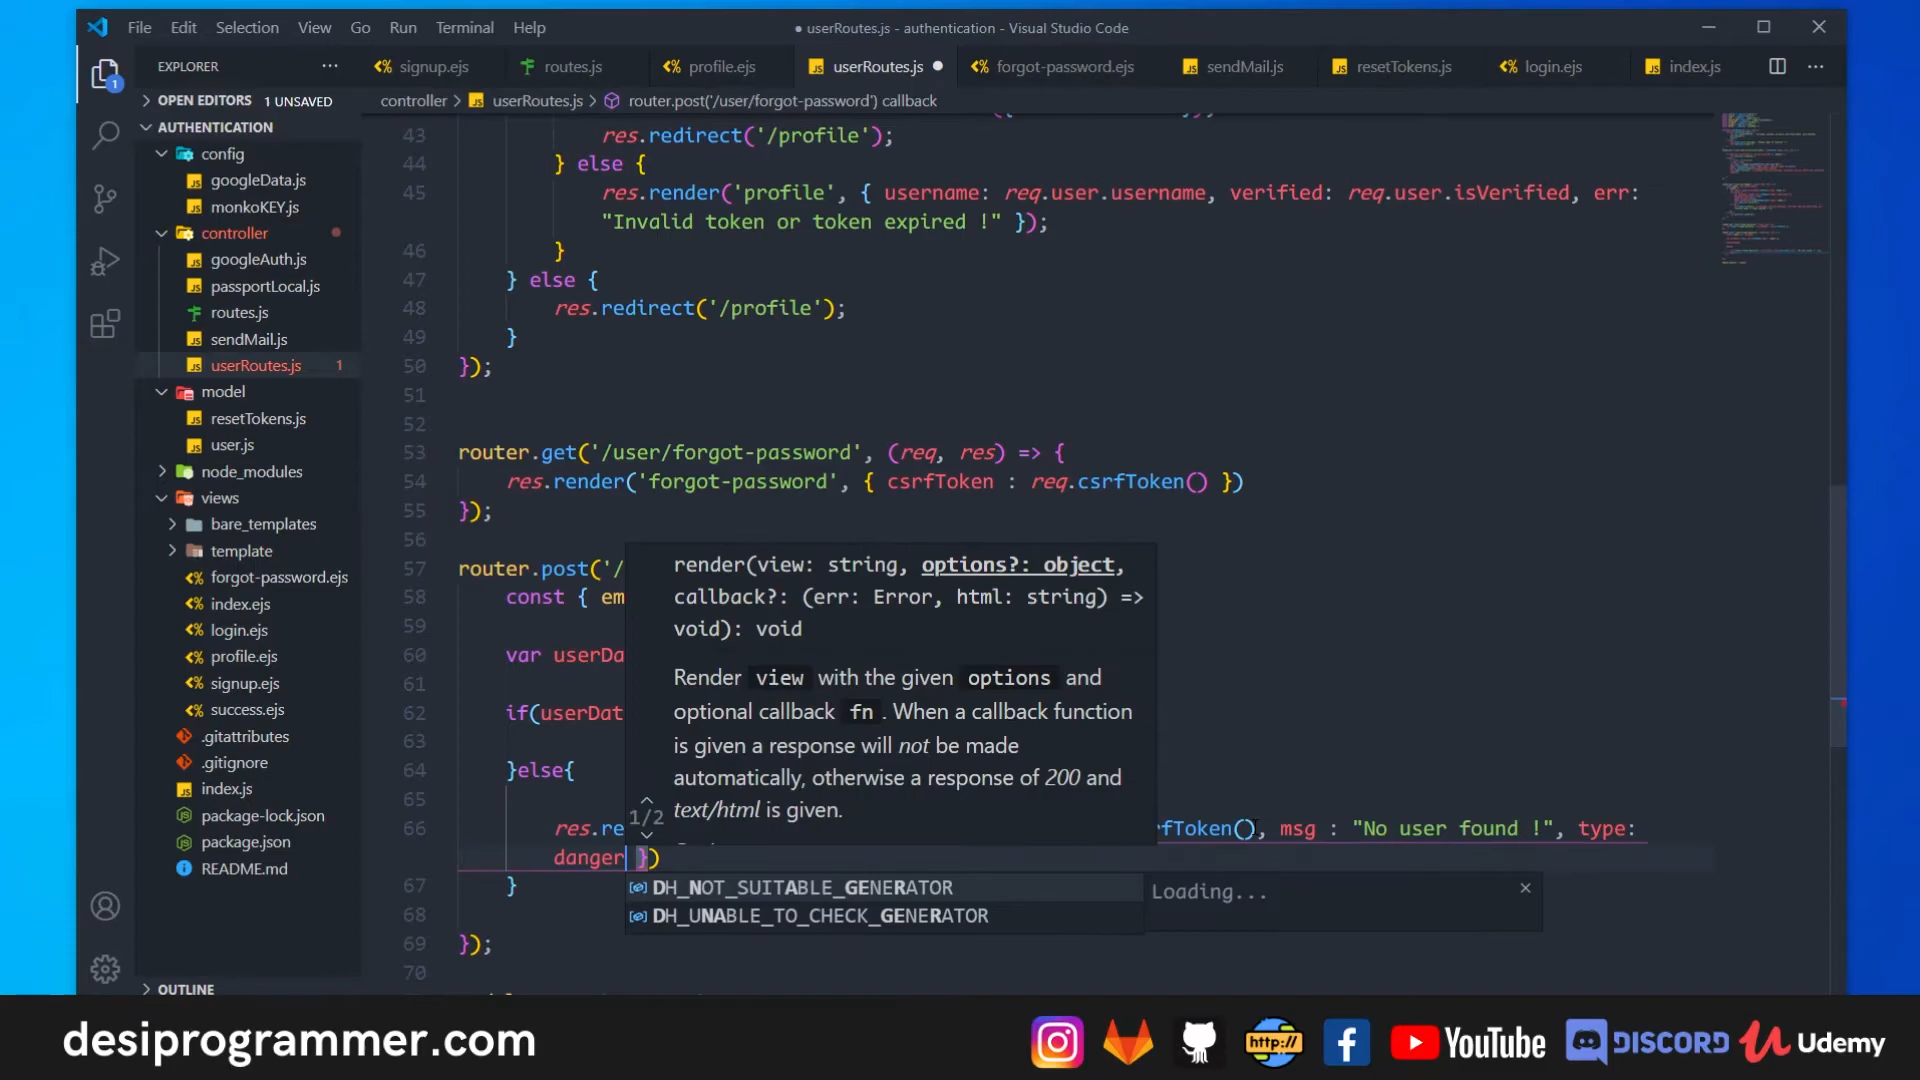 File Edit Selection View Go Run Terminal Help
● userRoutes.js - authentication - Visual Studio Code
EXPLORER
signup.ejs routes.js profile.ejs userRoutes.js forgot-password.ejs sendMail.js resetTokens.js login.ejs index.js
OPEN EDITORS 1 UNSAVED
controller > userRoutes.js > router.post('/user/forgot-password') callback
AUTHENTICATION
config
googleData.js
monkoKEY.js
controller
googleAuth.js
passportLocal.js
routes.js
sendMail.js
userRoutes.js 1
model
resetTokens.js
user.js
node_modules
views
bare_templates
template
forgot-password.ejs
index.ejs
login.ejs
profile.ejs
signup.ejs
success.ejs
.gitattributes
.gitignore
index.js
package-lock.json
package.json
README.md
OUTLINE
1
43 res.redirect('/profile');
44 } else {
45 res.render('profile', { username: req.user.username, verified: req.user.isVerified, err:
"Invalid token or token expired !" });
46 }
47 } else {
48 res.redirect('/profile');
49 }
50 });
51
52
53 router.get('/user/forgot-password', (req, res) => {
54 res.render('forgot-password', { csrfToken : req.csrfToken() })
55 });
56
57 router.post('/
58 const { em
59
60 var userDa
61
62 if(userDat
63
64 }else{
65
66 res.re rfToken(), msg : "No user found !", type:
danger })
67 }
68
69 });
70
render(view: string, options?: object,
callback?: (err: Error, html: string) =>
void): void
Render view with the given options and
optional callback fn. When a callback function
is given a response will not be made
automatically, otherwise a response of 200 and
text/html is given.
1/2
DH_NOT_SUITABLE_GENERATOR
DH_UNABLE_TO_CHECK_GENERATOR
Loading...
desiprogrammer.com
http://
YouTube
DISCORD
Udemy